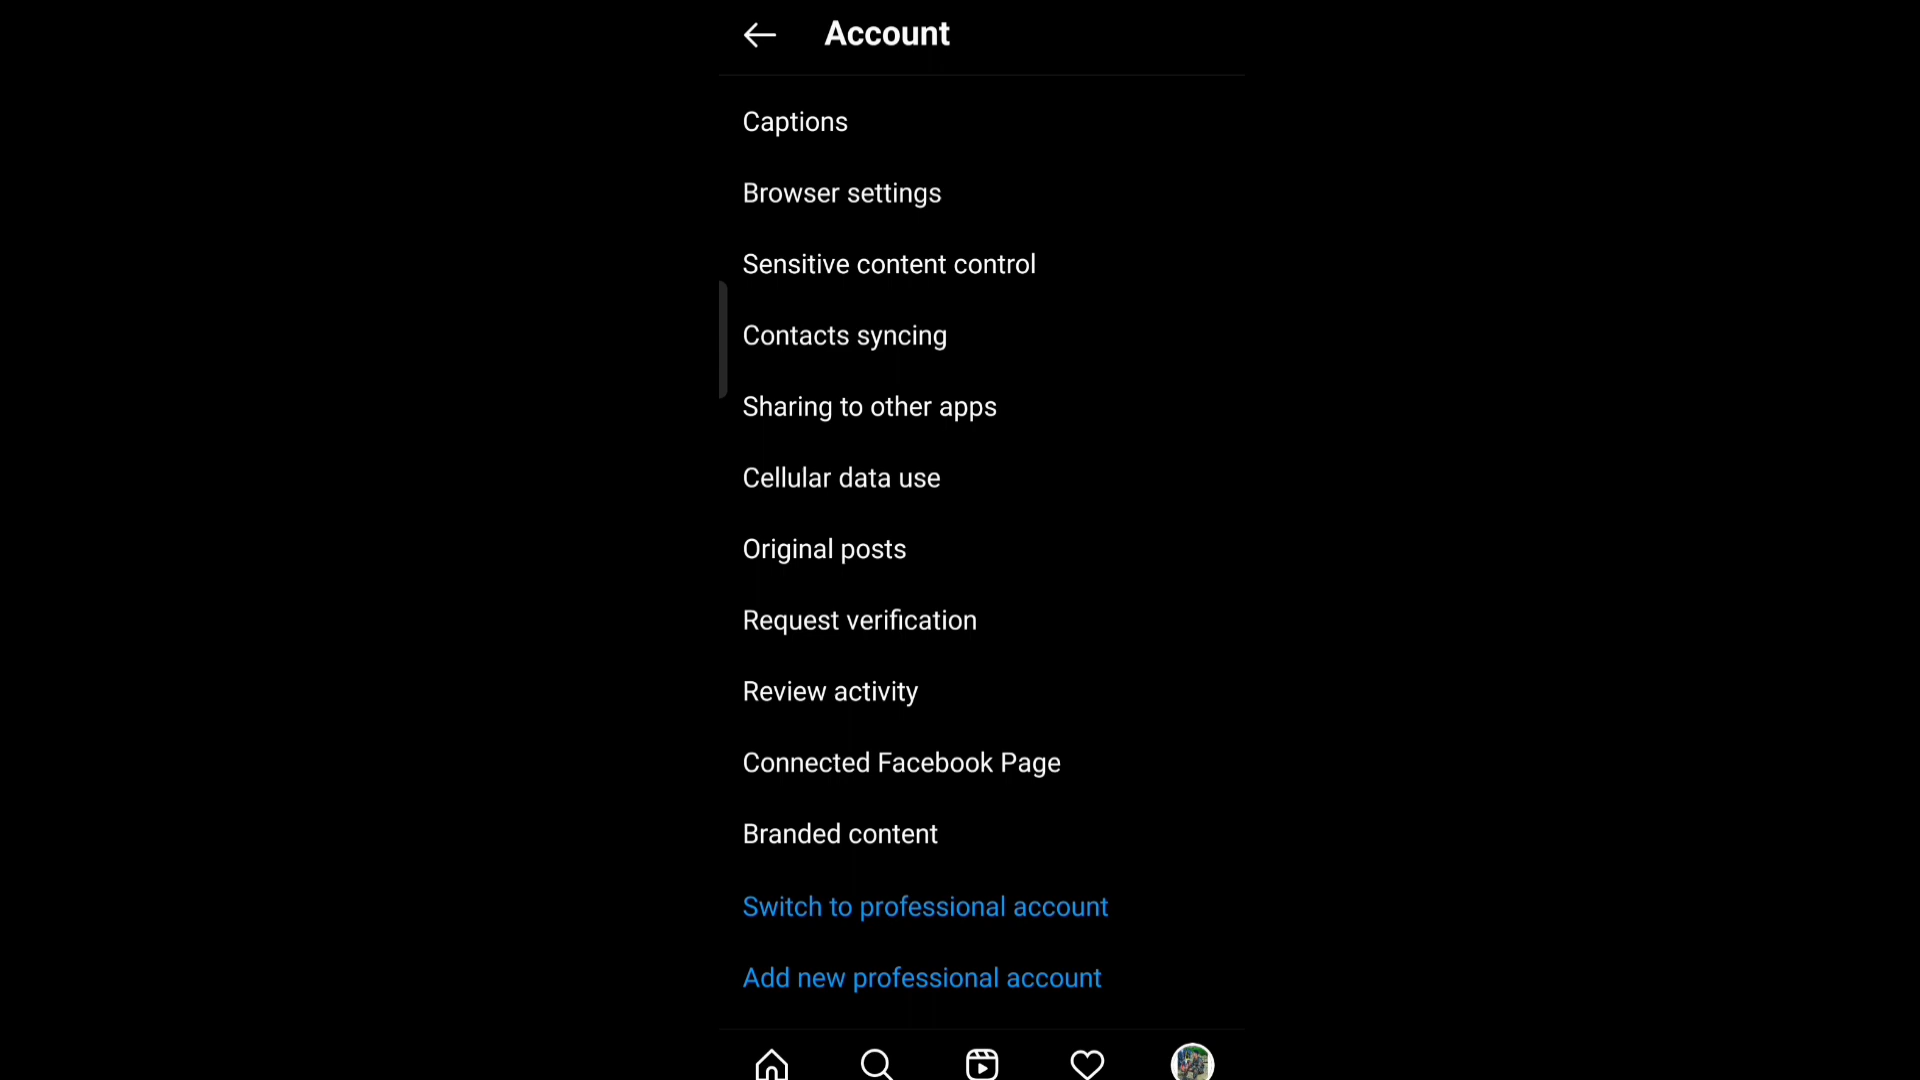 Account
Captions
Browser settings
Sensitive content control
Contacts syncing
Sharing to other apps
Cellular data use
Original posts
Request verification
Review activity
Connected Facebook Page
Branded content
Switch to professional account
Add new professional account